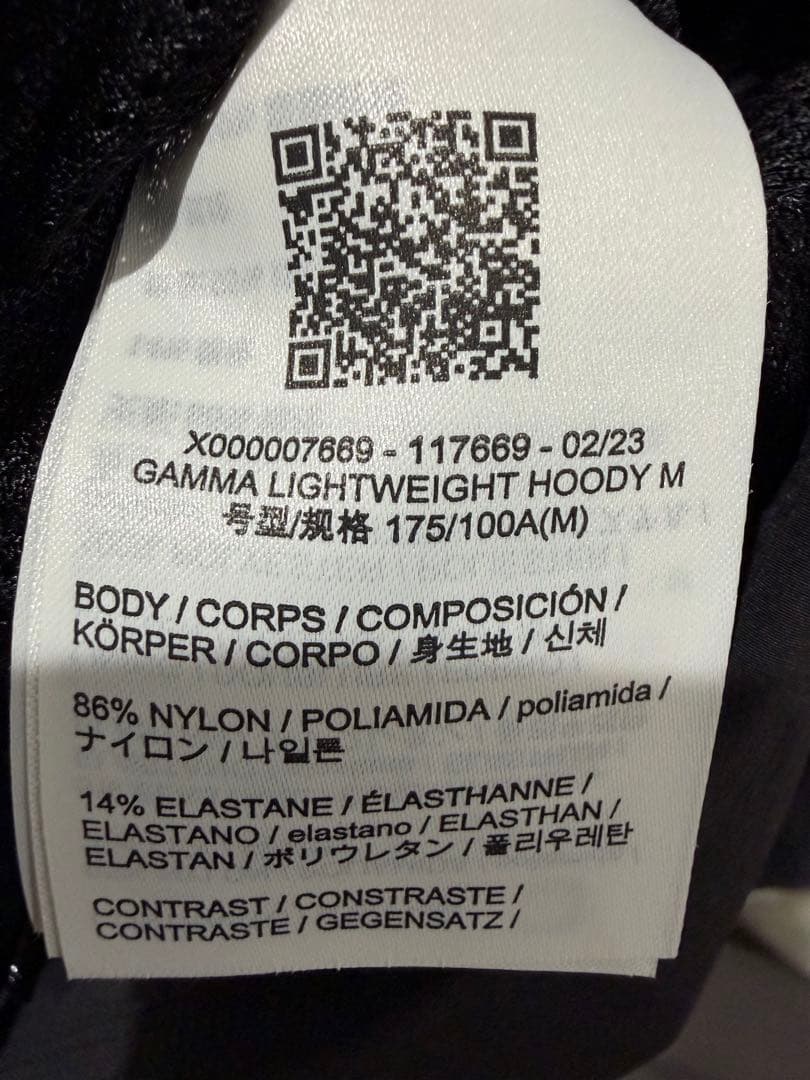 X000007669 - 117669 - 02/23
GAMMA LIGHTWEIGHT HOODY M
号型/规格 175/100A(M)
BODY / CORPS / COMPOSICIÓN /
KÖRPER / CORPO / 身生地 / 신체
86% NYLON / POLIAMIDA / poliamida /
ナイロン / 나일론
14% ELASTANE / ÉLASTHANNE /
ELASTANO / elastano / ELASTHAN /
ELASTAN / ポリウレタン / 폴리우레탄
CONTRAST / CONSTRASTE /
CONTRASTE / GEGENSATZ /